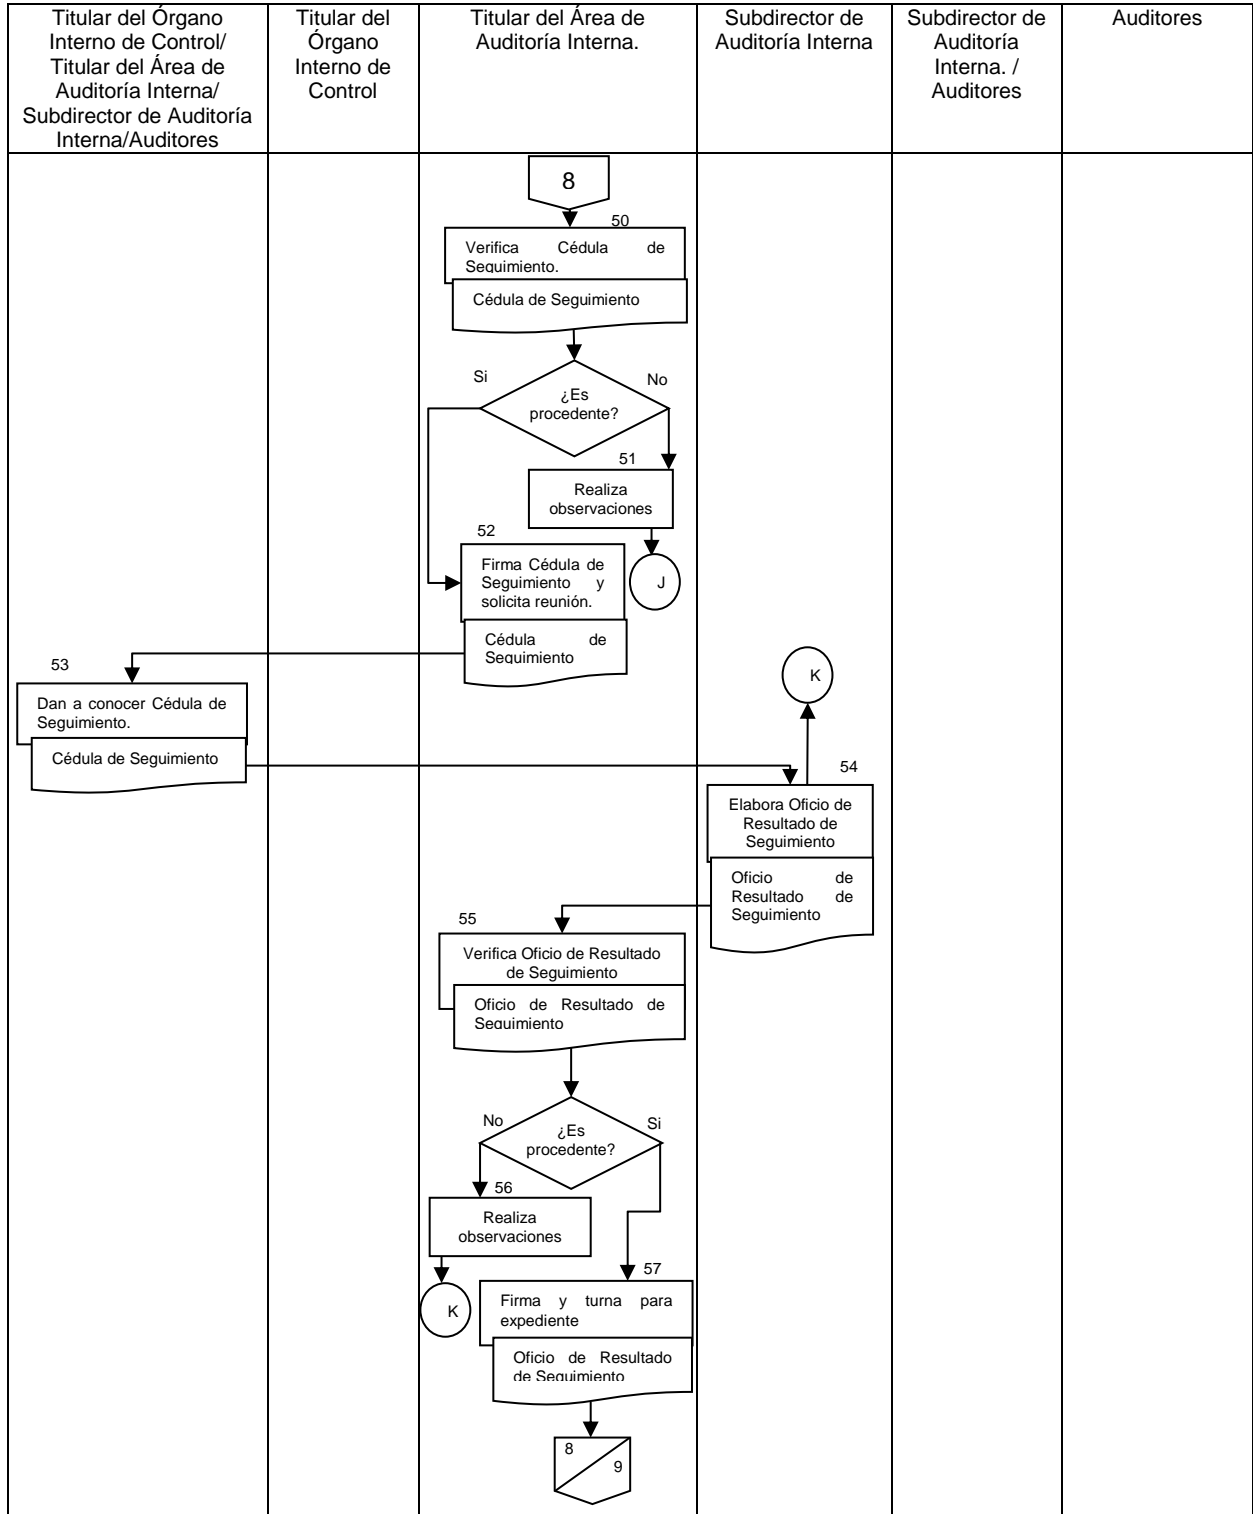 Titular del Órgano
Interno de Control/
Titular del Área de
Auditoría Interna/
Subdirector de Auditoría
Interna/Auditores
Titular del
Órgano
Interno de
Control
Titular del Área de
Auditoría Interna.
Subdirector de
Auditoría Interna
Subdirector de
Auditoría
Interna. /
Auditores
Auditores
8
50
Verifica Cédula de
Seguimiento.
Cédula de Seguimiento
Si
No
¿Es
procedente?
51
Realiza
observaciones
J
52
Firma Cédula de
Seguimiento y
solicita reunión.
Cédula de
Seguimiento
53
Dan a conocer Cédula de
Seguimiento.
Cédula de Seguimiento
K
54
Elabora Oficio de
Resultado de
Seguimiento
Oficio de
Resultado de
Seguimiento
55
Verifica Oficio de Resultado
de Seguimiento
Oficio de Resultado de
Seguimiento
No
Si
¿Es
procedente?
56
Realiza
observaciones
K
57
Firma y turna para
expediente
Oficio de Resultado
de Seguimiento
8
9